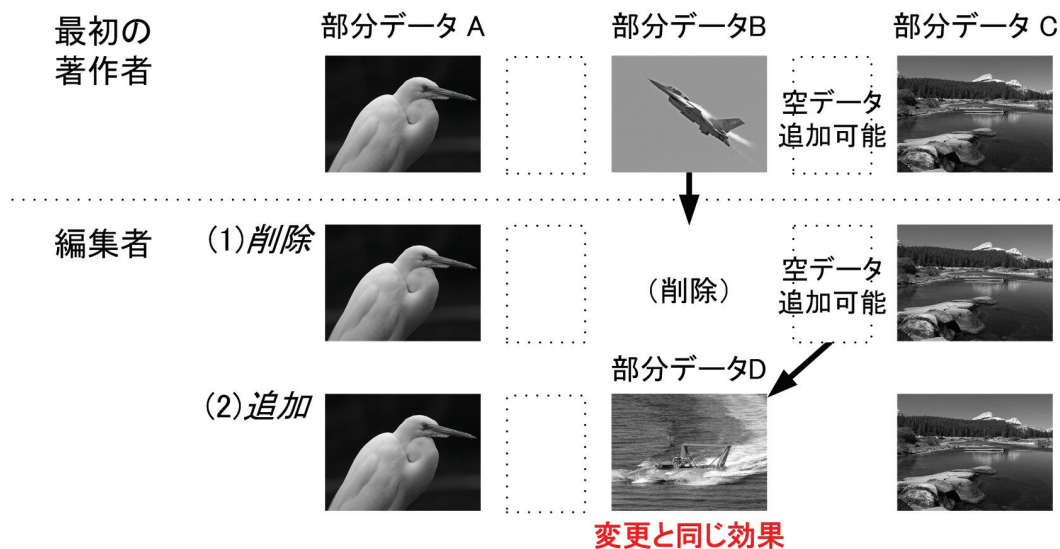 最初の
著作者
部分データ A
部分データB
部分データ C
空データ
追加可能
編集者
(1)削除
(削除)
空データ
追加可能
(2)追加
部分データD
変更と同じ効果